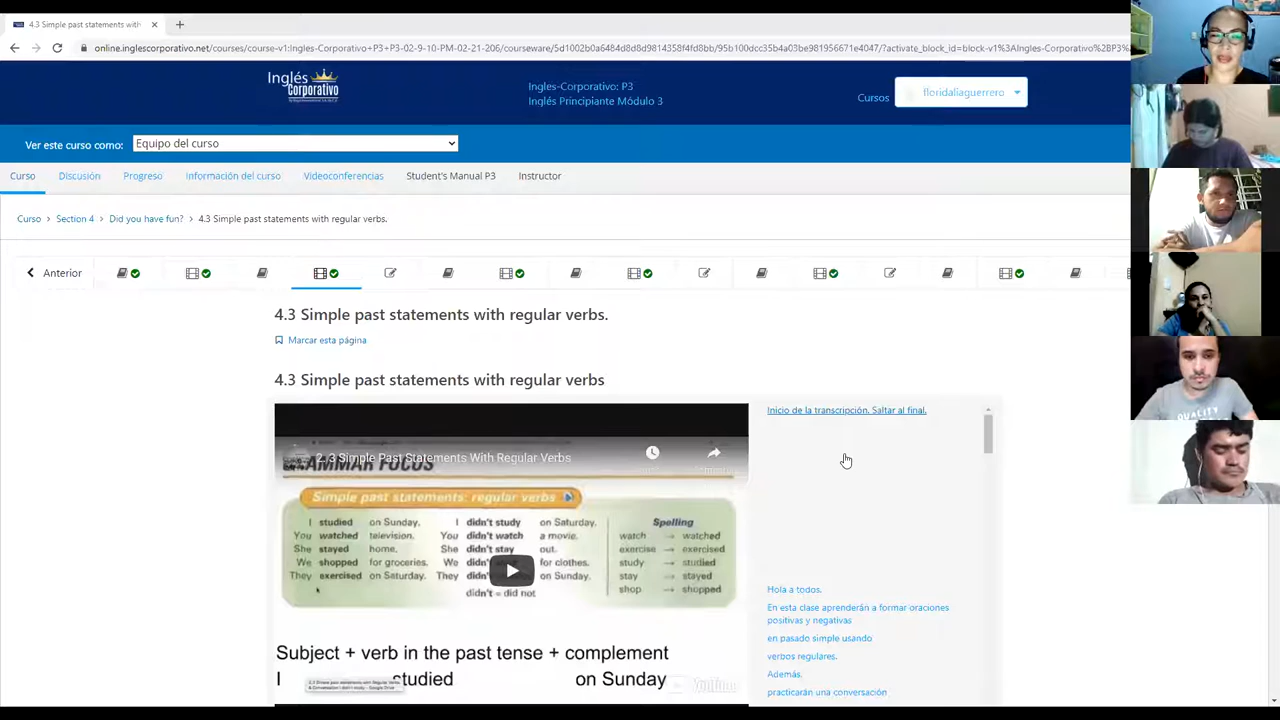 4.3 Simple past statements with
online.inglescorporativo.net/courses/course-v1:Ingles-Corporativo+P3+P3-02-9-10
Inglés
Corporativo
Ingles-Corporativo: P3
Inglés Principiante Módulo 3
Cursos
floridaliaguerrero
Ver este curso como:
Equipo del curso
Curso
Discusión
Progreso
Información del curso
Videoconferencias
Student's Manual P3
Instructor
Curso > Section 4 > Did you have fun? > 4.3 Simple past statements with regular verbs.
Anterior
4.3 Simple past statements with regular verbs.
Marcar esta página
4.3 Simple past statements with regular verbs
Inicio de la transcripción. Saltar al final.
2. 3 Simple Past Statements With Regular Verbs
Simple past statements: regular verbs
I studied on Sunday. I didn't study on Saturday. Spelling
You watched television. You didn't watch a movie. watch → watched
She stayed home. She didn't stay out. exercise → exercised
We shopped for groceries. We for clothes. study → studied
They exercised on Saturday. They on Sunday. stay → stayed
didn't = did not shop → shopped
Subject + verb in the past tense + complement
I studied on Sunday
YouTube
Hola a todos.
En esta clase aprenderán a formar oraciones
positivas y negativas
en pasado simple usando
verbos regulares.
Además,
practicarán una conversación
QUALITY